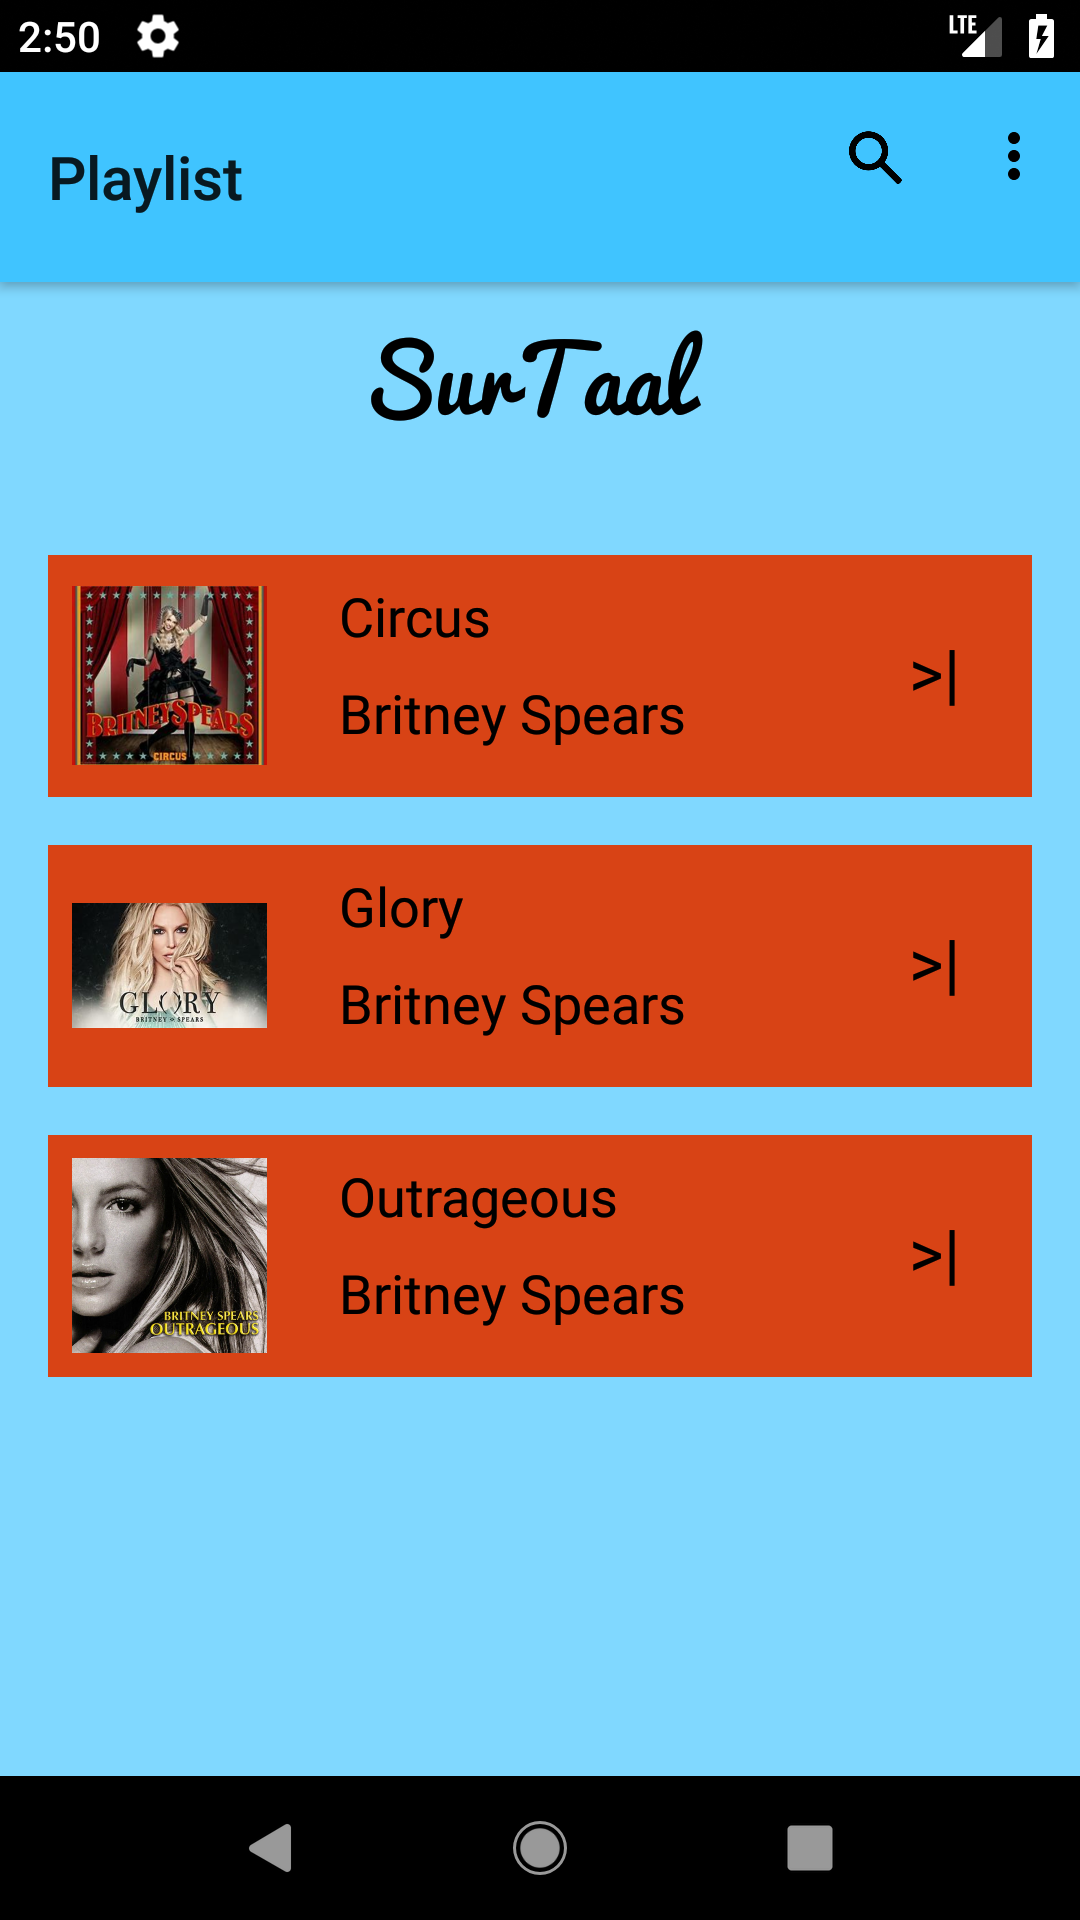 2:50
LTE
Playlist
SurTaal
Circus
Britney Spears
>|
BRITNEY SPEARS
CIRCUS
Glory
Britney Spears
>|
GLORY
BRITNEY SPEARS
Outrageous
Britney Spears
>|
BRITNEY SPEARS
OUTRAGEOUS